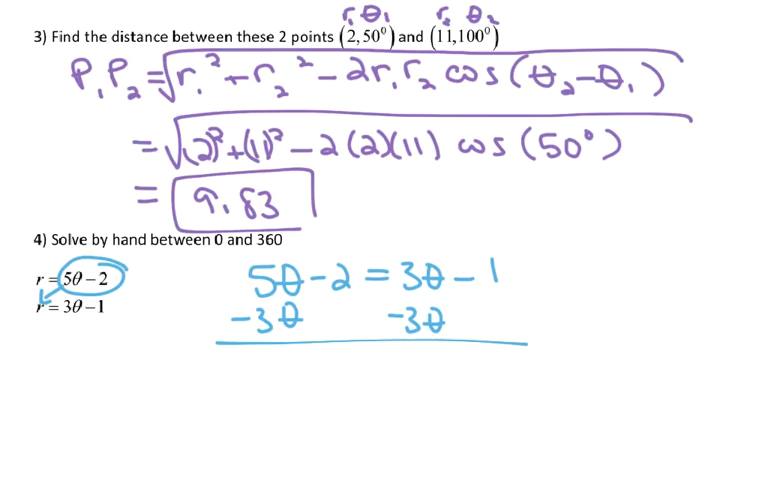 r₁ θ₁ r₂ θ₂
3) Find the distance between these 2 points (2,50⁰) and (11,100⁰)
P₁P₂ = √r₁² + r₂² − 2r₁r₂ cos(θ₂−θ₁)
= √(2)² + (11)² − 2(2)(11) cos(50°)
= 9.83
4) Solve by hand between 0 and 360
r = 5θ − 2
r = 3θ − 1
5θ − 2 = 3θ − 1
−3θ −3θ